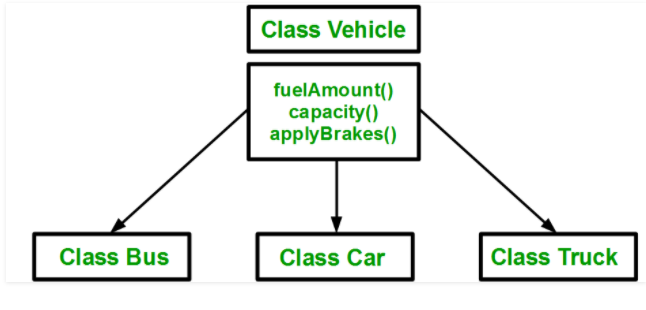 Class Vehicle
fuelAmount()
capacity()
applyBrakes()
Class Bus
Class Car
Class Truck